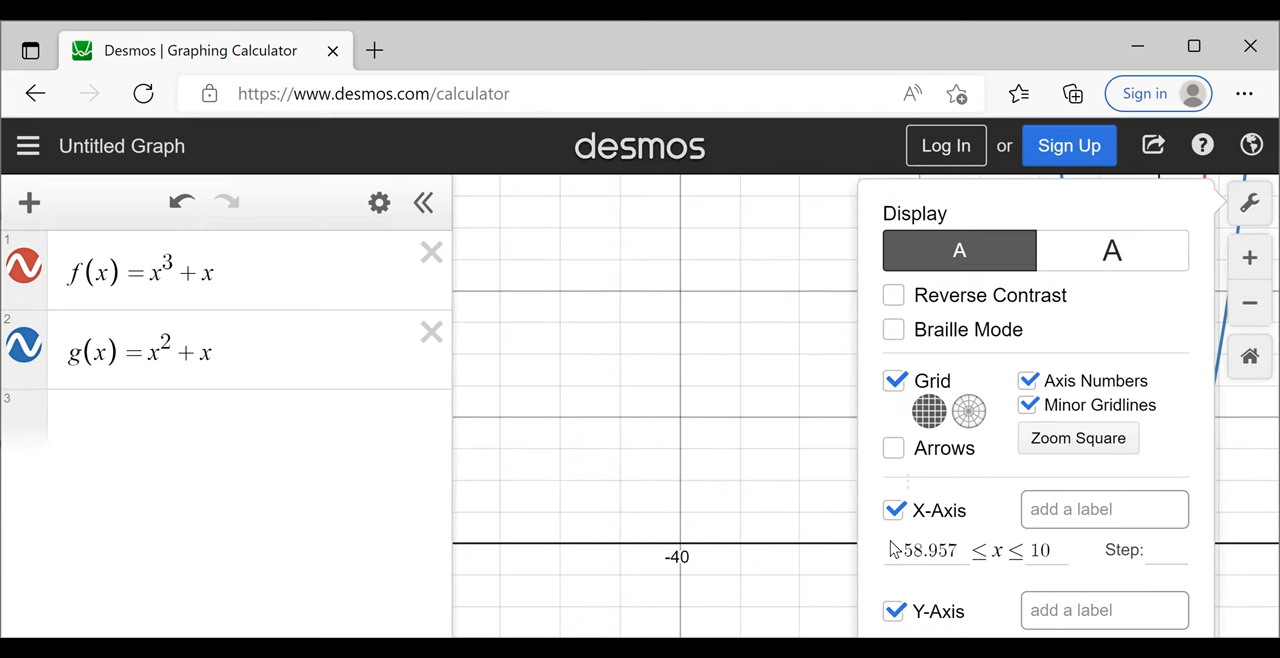 Desmos | Graphing Calculator
https://www.desmos.com/calculator
Sign in
Untitled Graph
desmos
Log In or Sign Up
1
f(x) = x³ + x
2
g(x) = x² + x
3
-40
Display
A A
Reverse Contrast
Braille Mode
Grid
Axis Numbers
Minor Gridlines
Zoom Square
Arrows
X-Axis add a label
58.957 ≤ x ≤ 10 Step:
Y-Axis add a label